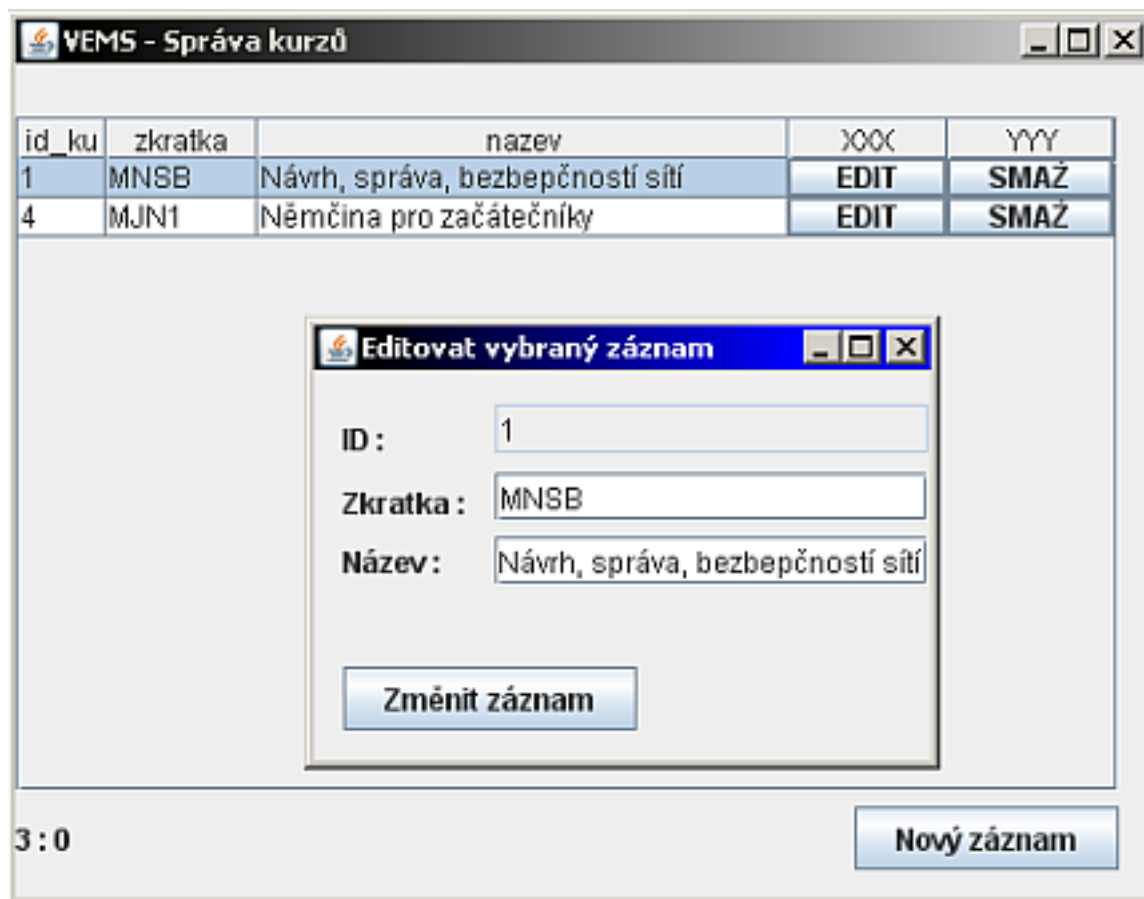 VEMS - Správa kurzů
id_ku zkratka nazev XXX YYY
1 MNSB Návrh, správa, bezbepčností sítí EDIT SMAŽ
4 MJN1 Němčina pro začátečníky EDIT SMAŽ
Editovat vybraný záznam
ID : 1
Zkratka : MNSB
Název : Návrh, správa, bezbepčností sítí
Změnit záznam
3 : 0 Nový záznam